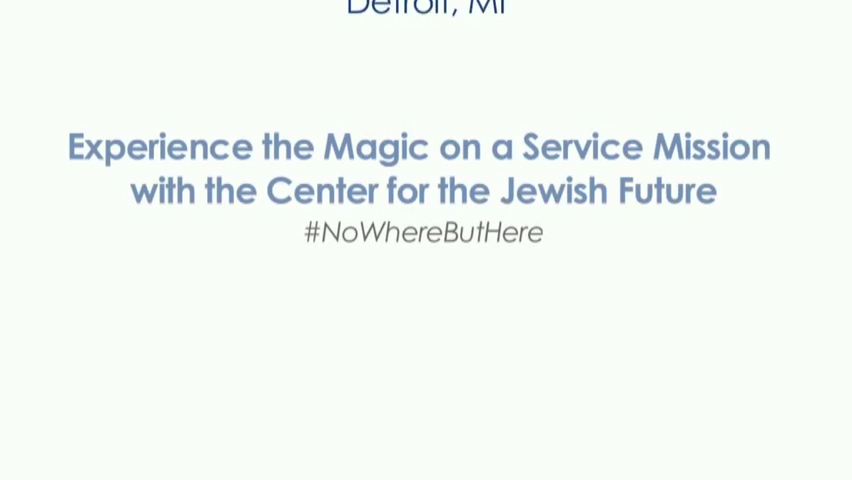 Detroit, MI
Experience the Magic on a Service Mission
with the Center for the Jewish Future
#NoWhereButHere